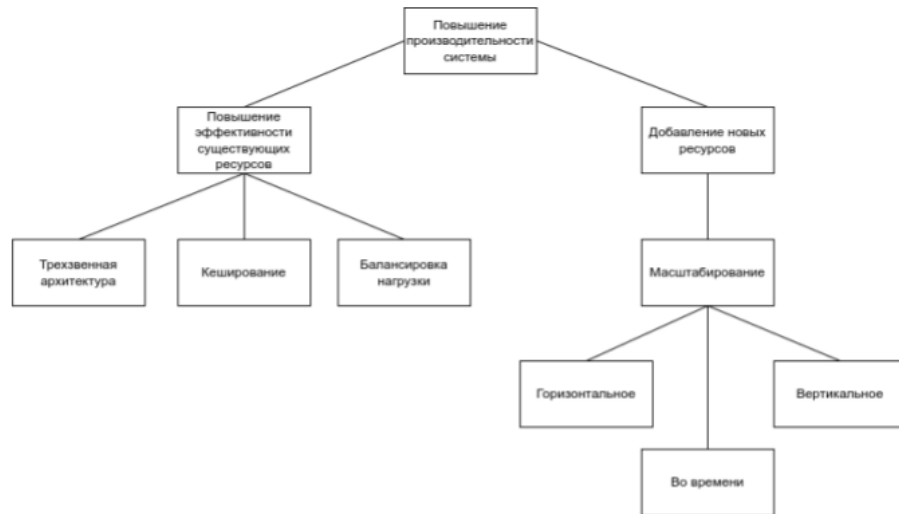 Повышение
производительности
системы
Повышение
эффективности
существующих
ресурсов
Добавление новых
ресурсов
Трехзвенная
архитектура
Кеширование
Балансировка
нагрузки
Масштабирование
Горизонтальное
Вертикальное
Во времени